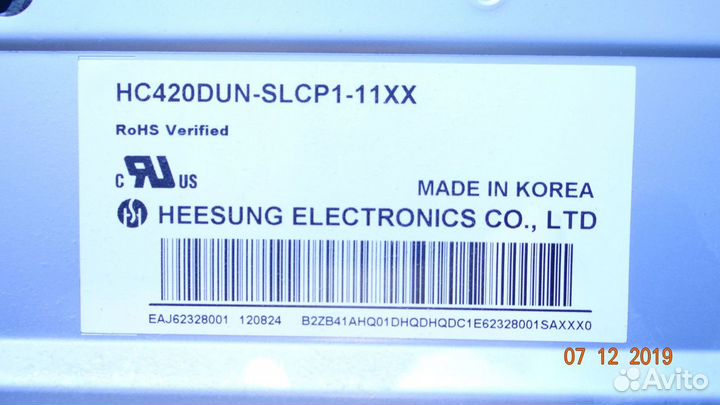 HC420DUN-SLCP1-11XX
RoHS Verified
c RU US
MADE IN KOREA
HEESUNG ELECTRONICS CO., LTD
EAJ62328001 120824 B2ZB41AHQ01DHQDHQDC1E62328001SAXXX0
07 12 2019
Avito